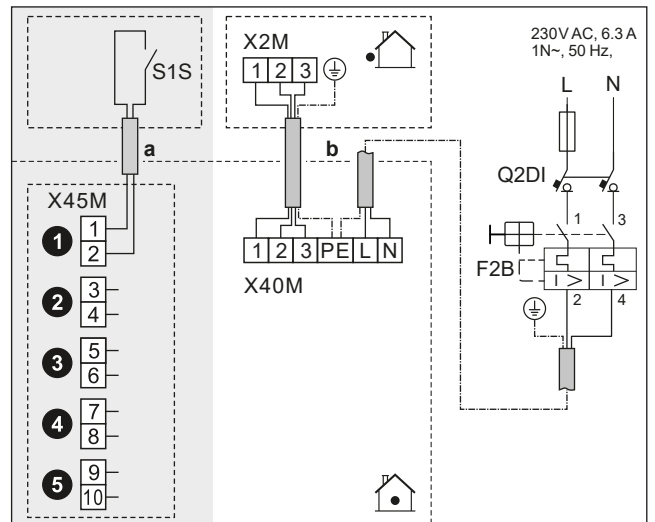 S1S
a
X45M
1
1
2
2
3
4
3
5
6
4
7
8
5
9
10
X2M
1 2 3
b
1 2 3 PE L N
X40M
230V AC, 6.3 A
1N~, 50 Hz,
L N
Q2DI
1 3
F2B
I > I >
2 4